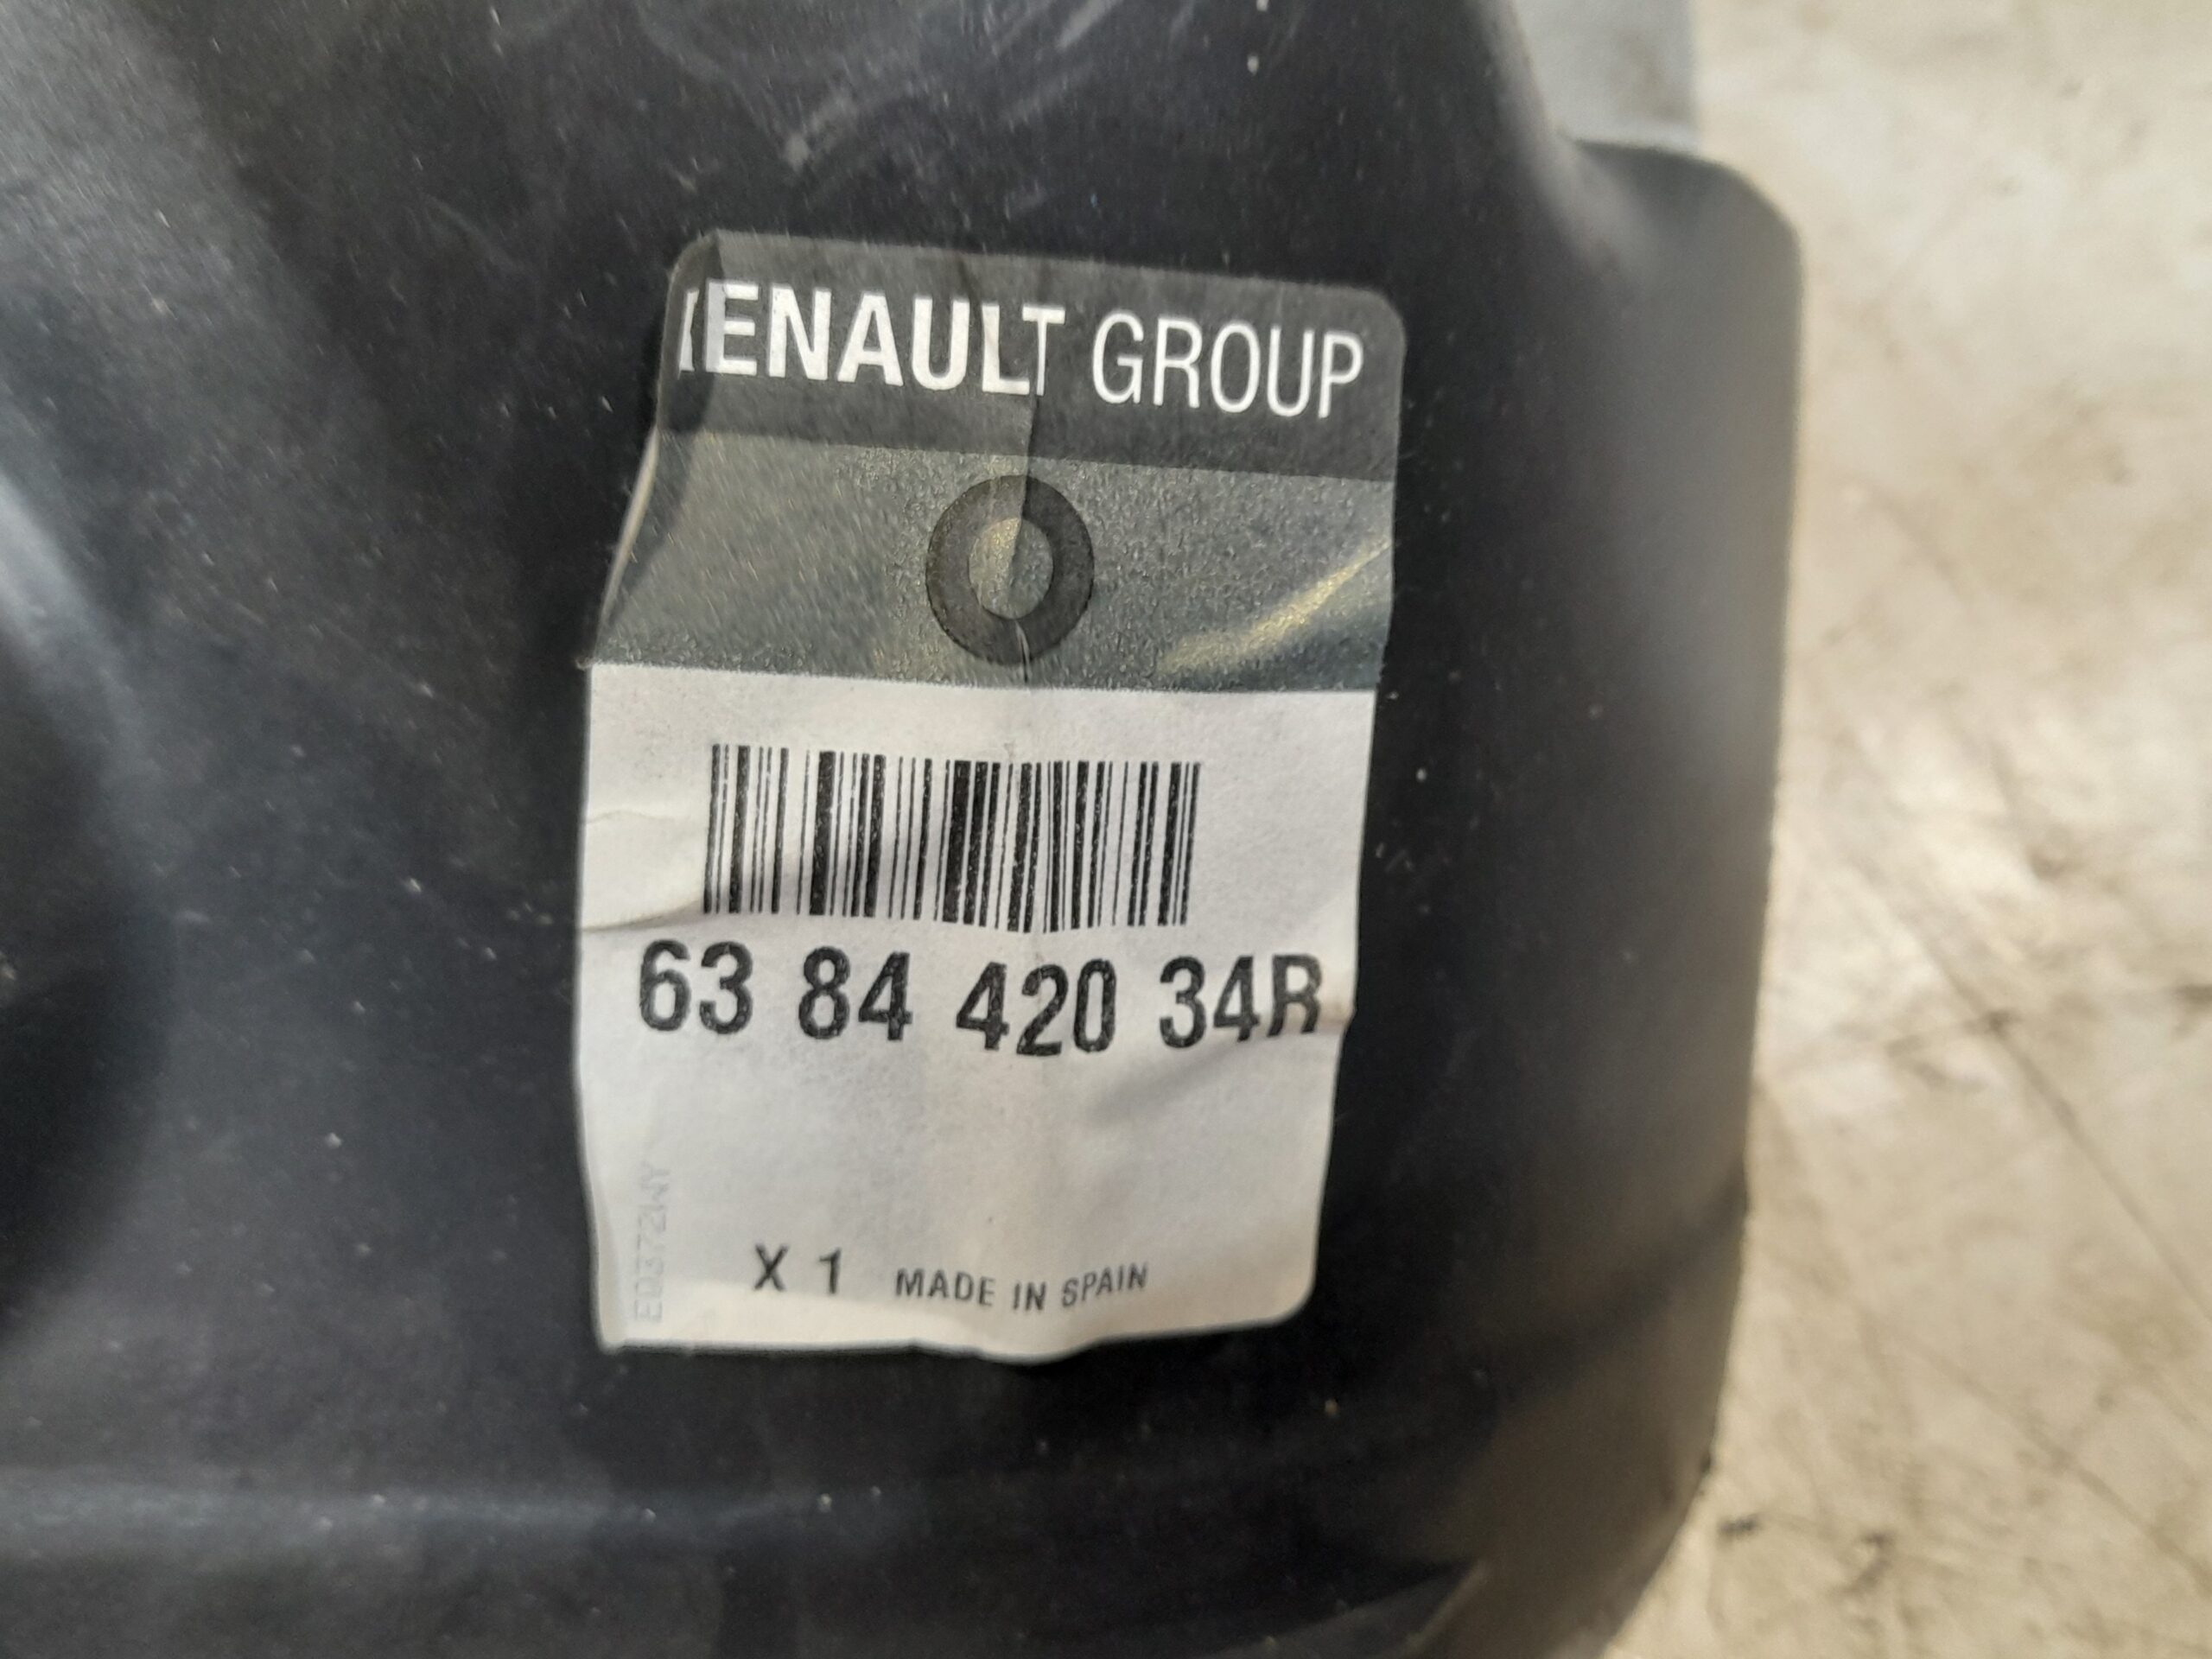 RENAULT GROUP
63 84 420 34R
X 1 MADE IN SPAIN